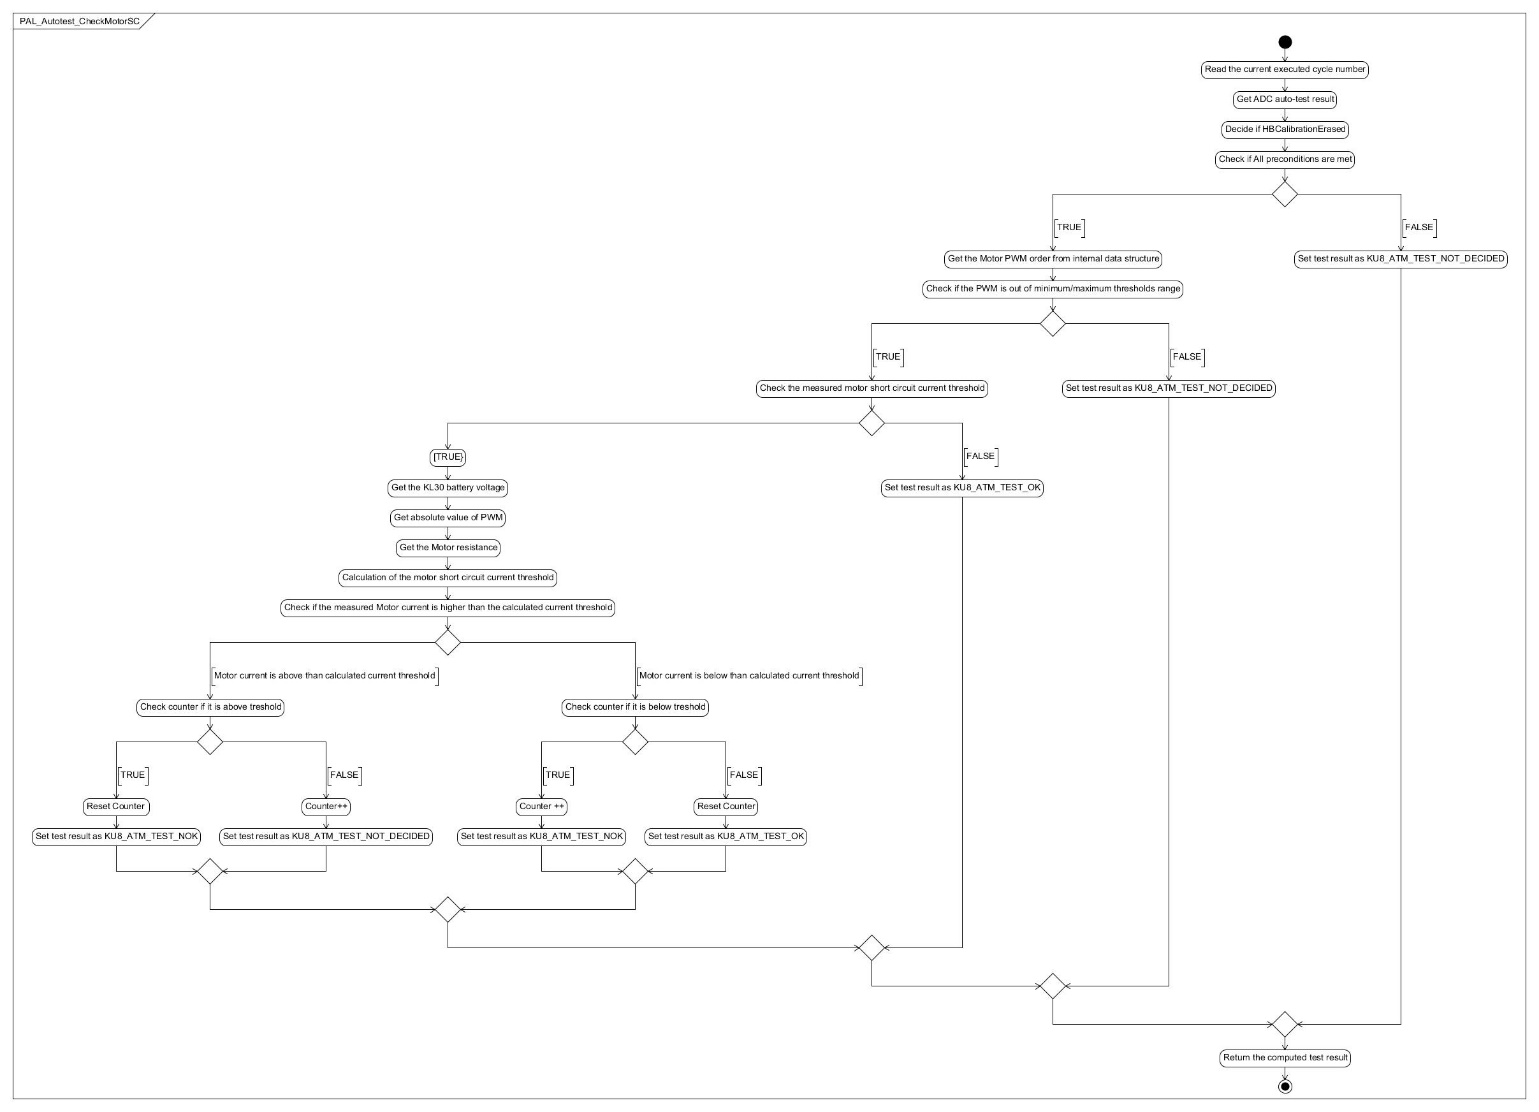 PAL_Autotest_CheckMotorSC
Read the current executed cycle number
Get ADC auto-test result
Decide if HBCalibrationErased
Check if All preconditions are met
[TRUE]
[FALSE]
Get the Motor PWM order from internal data structure
Set test result as KU8_ATM_TEST_NOT_DECIDED
Check if the PWM is out of minimum/maximum thresholds range
[TRUE]
[FALSE]
Check the measured motor short circuit current threshold
Set test result as KU8_ATM_TEST_NOT_DECIDED
[TRUE}
[FALSE]
Get the KL30 battery voltage
Set test result as KU8_ATM_TEST_OK
Get absolute value of PWM
Get the Motor resistance
Calculation of the motor short circuit current threshold
Check if the measured Motor current is higher than the calculated current threshold
[Motor current is above than calculated current threshold]
[Motor current is below than calculated current threshold]
Check counter if it is above treshold
Check counter if it is below treshold
[TRUE]
[FALSE]
[TRUE]
[FALSE]
Reset Counter
Counter++
Counter ++
Reset Counter
Set test result as KU8_ATM_TEST_NOK
Set test result as KU8_ATM_TEST_NOT_DECIDED
Set test result as KU8_ATM_TEST_NOK
Set test result as KU8_ATM_TEST_OK
Return the computed test result